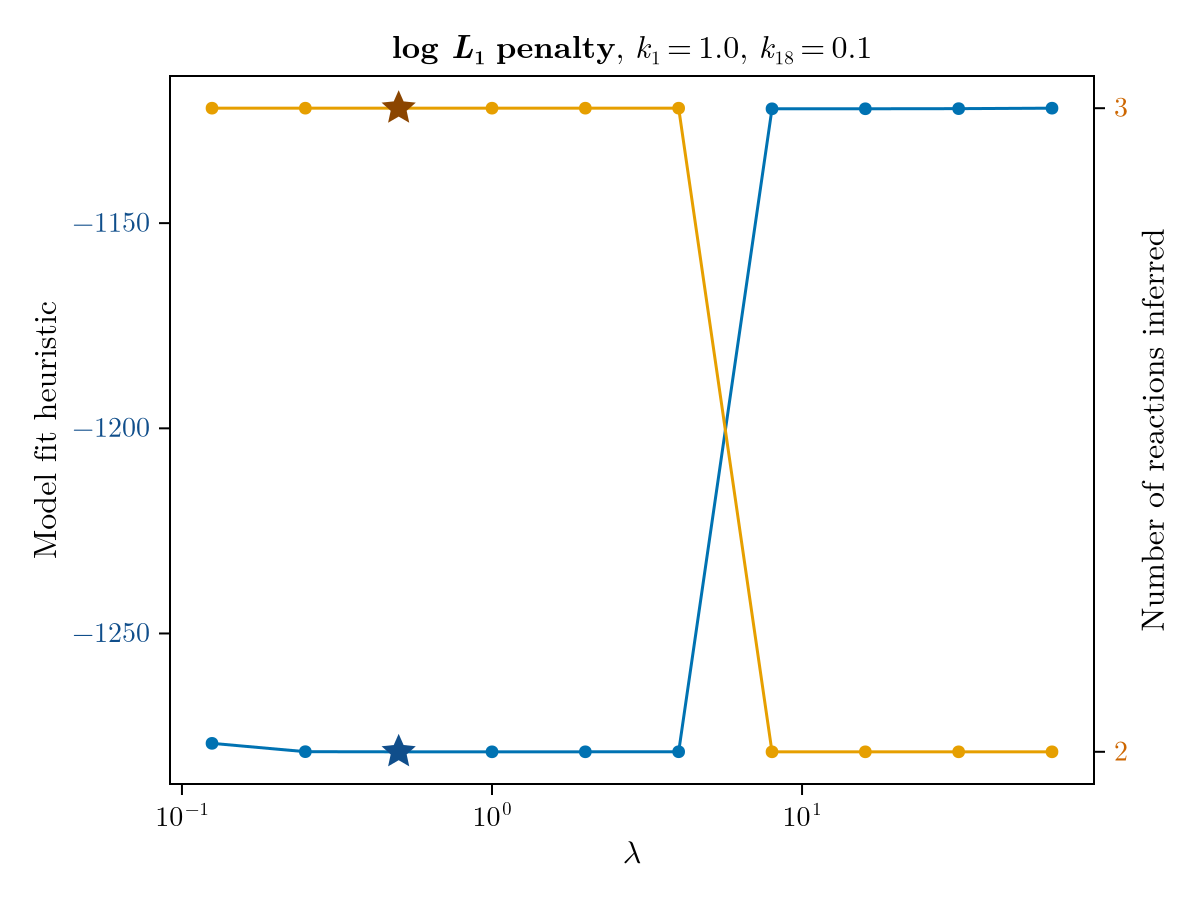 log L₁ penalty, k₁ = 1.0, k₁₈ = 0.1
Model fit heuristic
−1150
−1200
−1250
3
2
Number of reactions inferred
10⁻¹
10⁰
10¹
λ